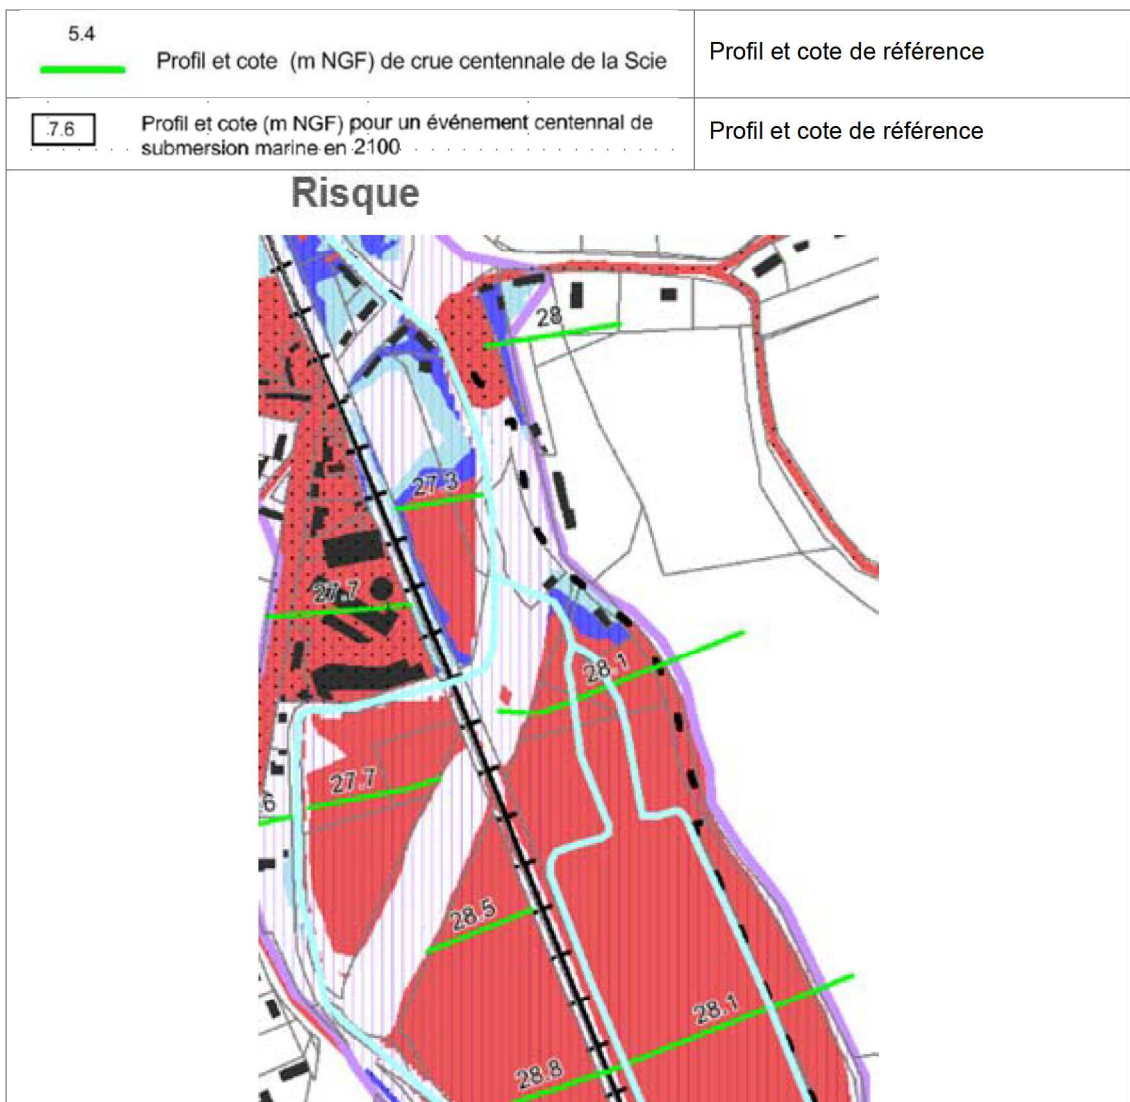 5.4
Profil et cote (m NGF) de crue centennale de la Scie
Profil et cote de référence
7.6
Profil et cote (m NGF) pour un événement centennal de
submersion marine en 2100
Profil et cote de référence
Risque
28
27.3
27.7
28.1
27.7
6
28.5
28.1
28.8